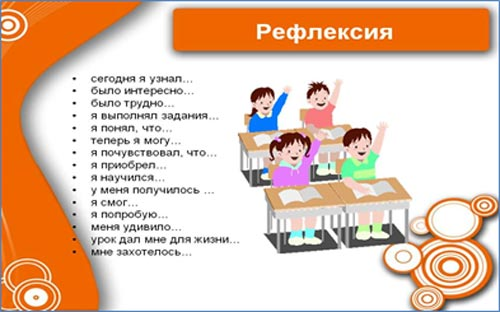 Рефлексия
• сегодня я узнал…
• было интересно…
• было трудно…
• я выполнял задания…
• я понял, что…
• теперь я могу…
• я почувствовал, что…
• я приобрел…
• я научился…
• у меня получилось …
• я смог…
• я попробую…
• меня удивило…
• урок дал мне для жизни…
• мне захотелось…